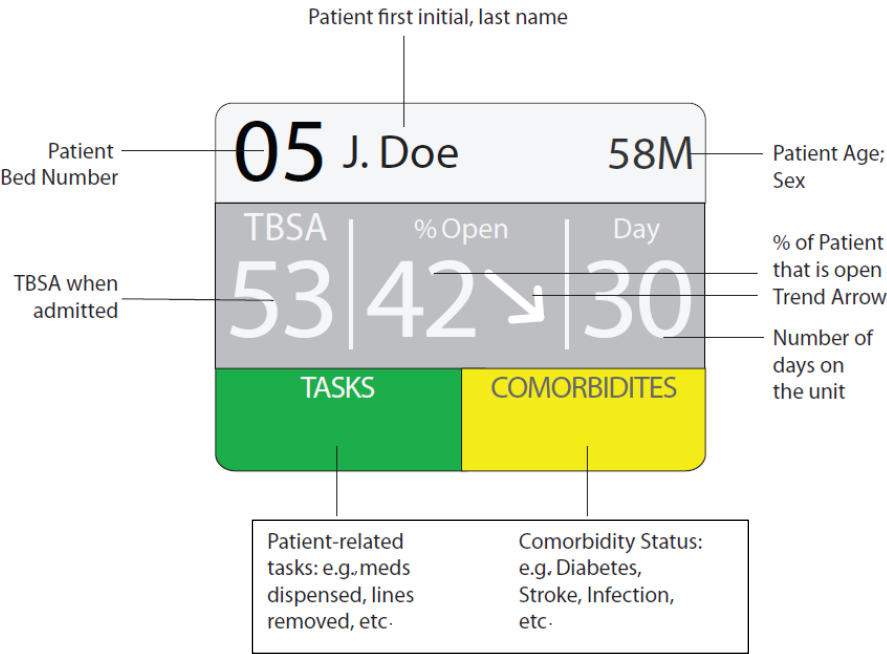 Patient first initial, last name
05 J. Doe 58M
Patient
Bed Number
Patient Age;
Sex
TBSA % Open Day
53 42 30
TBSA when
admitted
% of Patient
that is open
Trend Arrow
Number of
days on
the unit
TASKS COMORBIDITES
Patient-related
tasks: e.g., meds
dispensed, lines
removed, etc.
Comorbidity Status:
e.g. Diabetes,
Stroke, Infection,
etc.